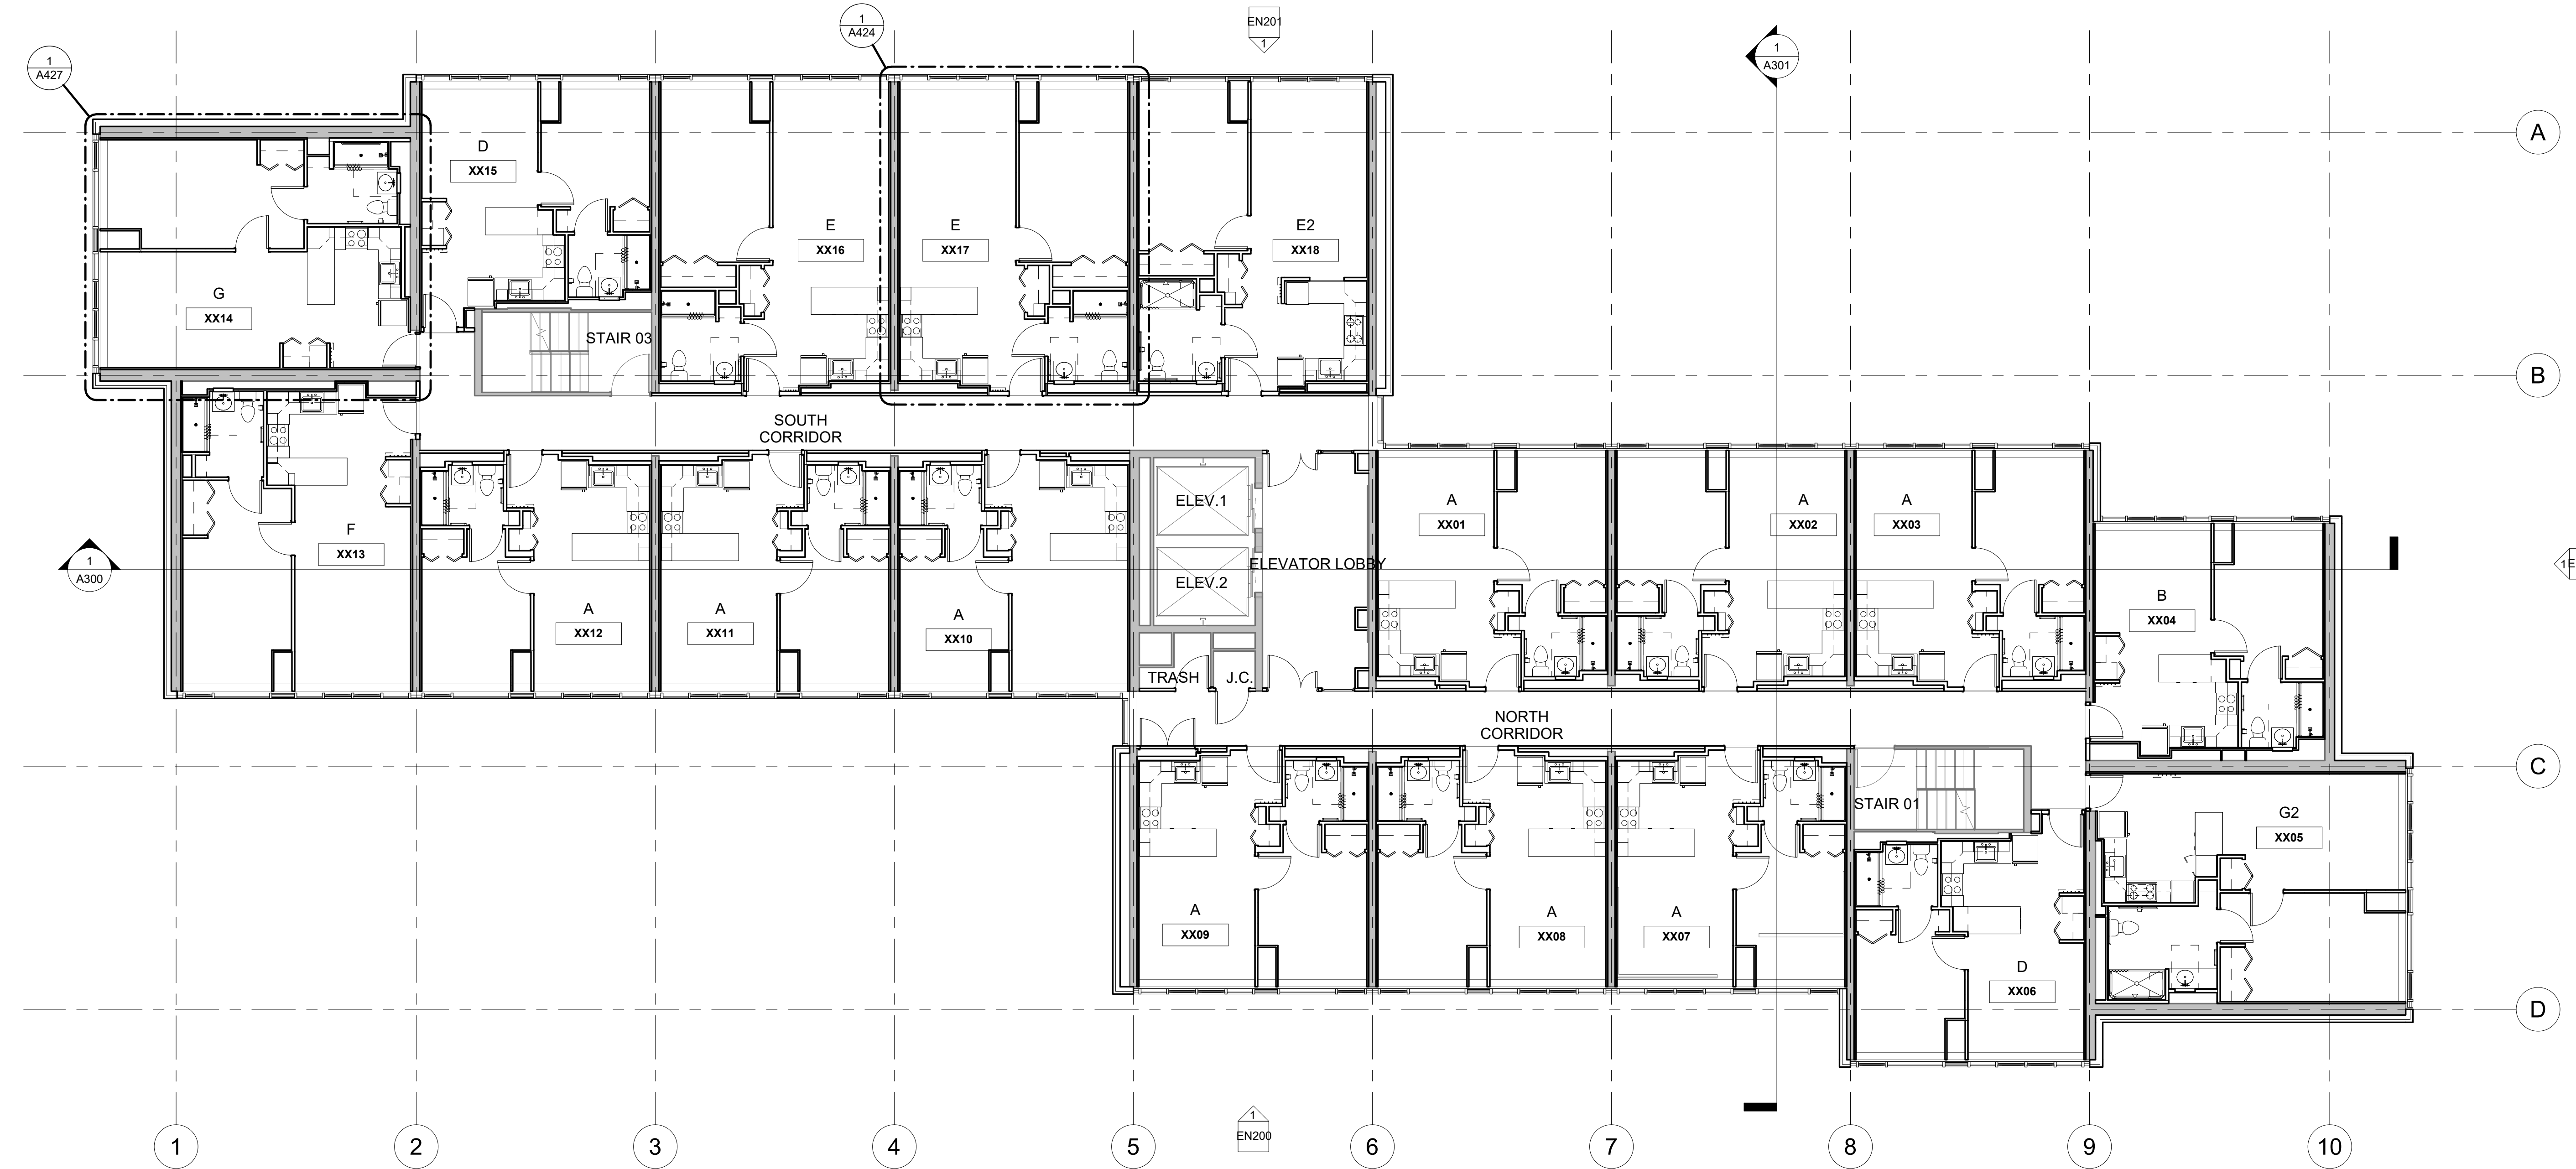 1
A424
EN201
1
1
A301
1
A427
A
D
XX15
E
XX16
E
XX17
E2
XX18
G
XX14
STAIR 03
B
SOUTH
CORRIDOR
ELEV.1
A
XX01
A
XX02
A
XX03
F
XX13
1
A300
ELEVATOR LOBBY
1E
ELEV.2
A
XX12
A
XX11
A
XX10
B
XX04
TRASH
J.C.
NORTH
CORRIDOR
C
STAIR 01
G2
XX05
A
XX09
A
XX08
A
XX07
D
XX06
D
1
EN200
1
2
3
4
5
6
7
8
9
10